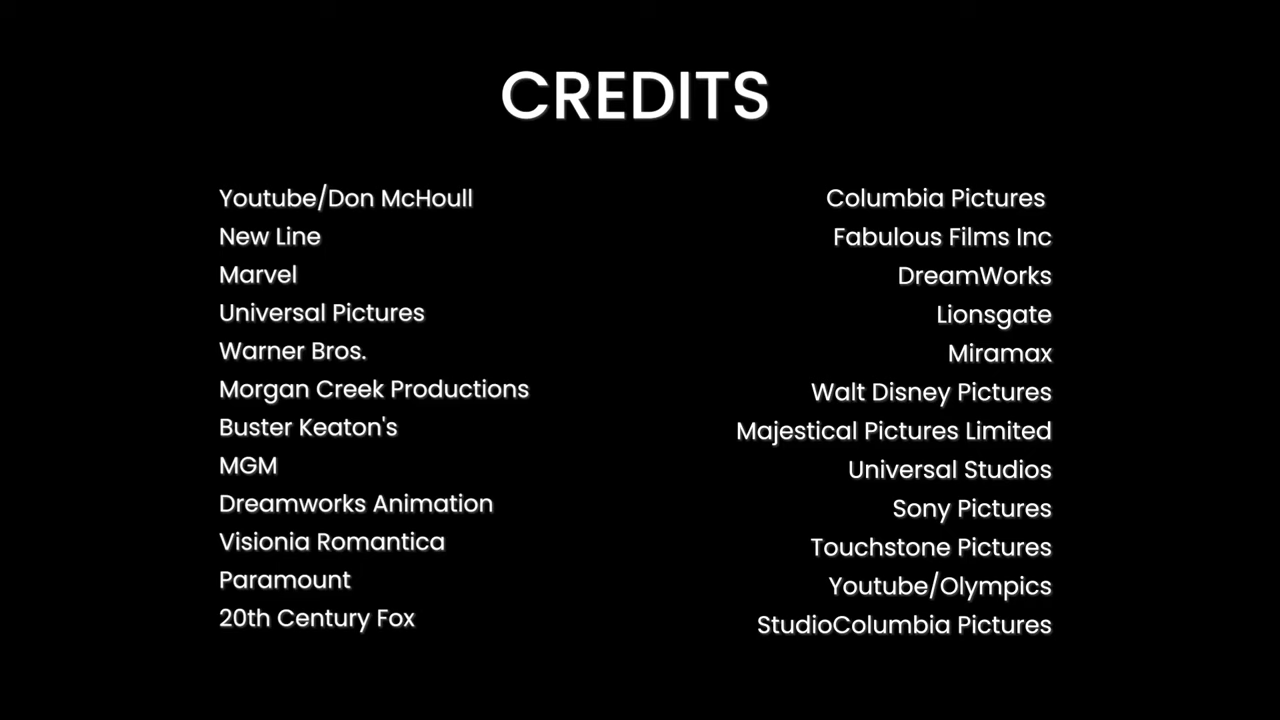 CREDITS
Youtube/Don McHoull
New Line
Marvel
Universal Pictures
Warner Bros.
Morgan Creek Productions
Buster Keaton's
MGM
Dreamworks Animation
Visionia Romantica
Paramount
20th Century Fox
Columbia Pictures
Fabulous Films Inc
DreamWorks
Lionsgate
Miramax
Walt Disney Pictures
Majestical Pictures Limited
Universal Studios
Sony Pictures
Touchstone Pictures
Youtube/Olympics
StudioColumbia Pictures